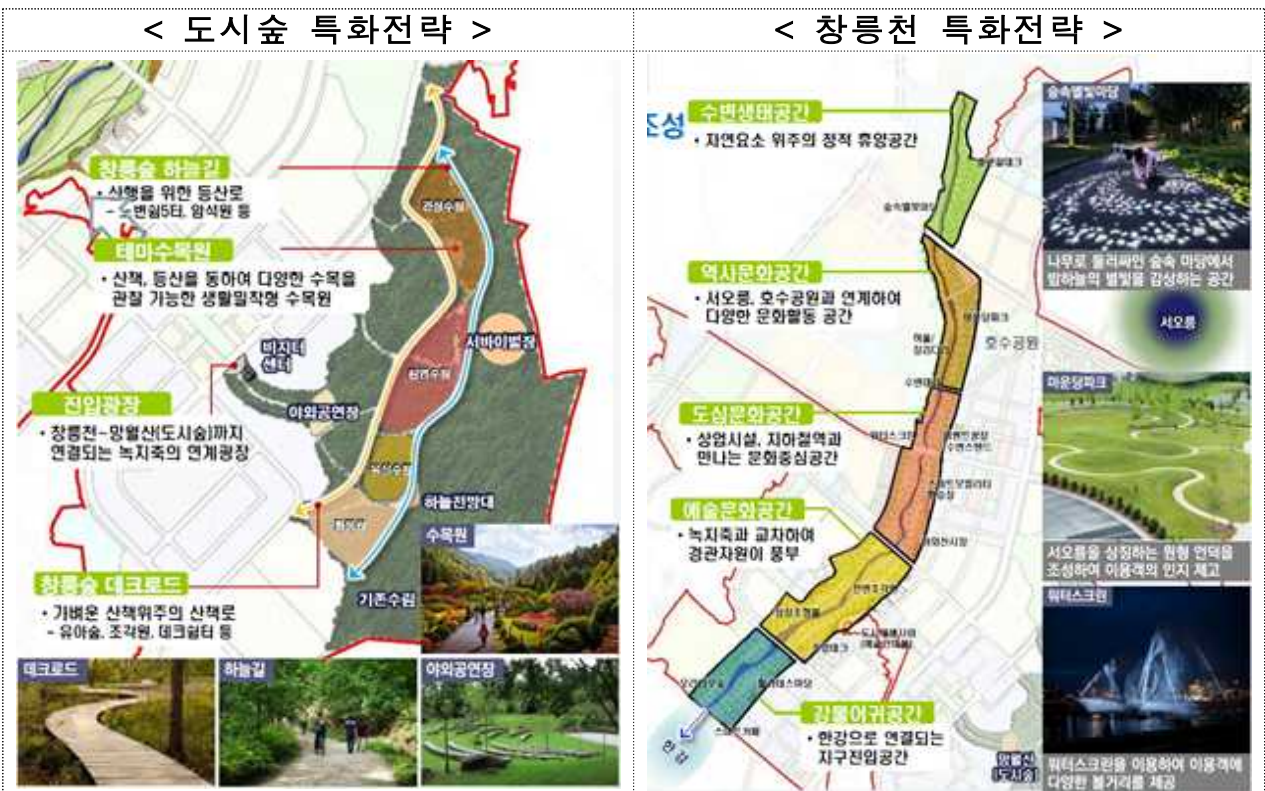 < 도시숲 특화전략 >
창릉숲 하늘길
• 산행을 위한 등산로
- 노변쉼터, 암석원 등
테마수목원
• 산책, 등산을 통하여 다양한 수목을
관찰 가능한 생활밀착형 수목원
비지터
센터
진입광장
• 창릉천~망월산(도시숲)까지
연결되는 녹지축의 연계광장
야외공연장
서바이벌장
하늘전망대
기존수림
창릉숲 데크로드
• 가벼운 산책위주의 산책로
- 유아숲, 조각원, 데크쉼터 등
수목원
데크로드
하늘길
야외공연장
< 창릉천 특화전략 >
조성
수변생태공간
• 자연요소 위주의 정적 휴양공간
숲속별빛마당
역사문화공간
• 서오릉, 호수공원과 연계하여
다양한 문화활동 공간
호수공원
도심문화공간
• 상업시설, 지하철역과
만나는 문화중심공간
워터스크린
예술문화공간
• 녹지축과 교차하여
경관자원이 풍부
강물어귀공간
• 한강으로 연결되는
지구진입공간
한강
망월산
(도시숲)
숲속별빛마당
나무로 둘러싸인 숲속 마당에서
밤하늘의 별빛을 감상하는 공간
서오릉
마운딩파크
서오릉을 상징하는 원형 언덕을
조성하여 이용객의 인지 제고
워터스크린
워터스크린을 이용하여 이용객에
다양한 볼거리를 제공